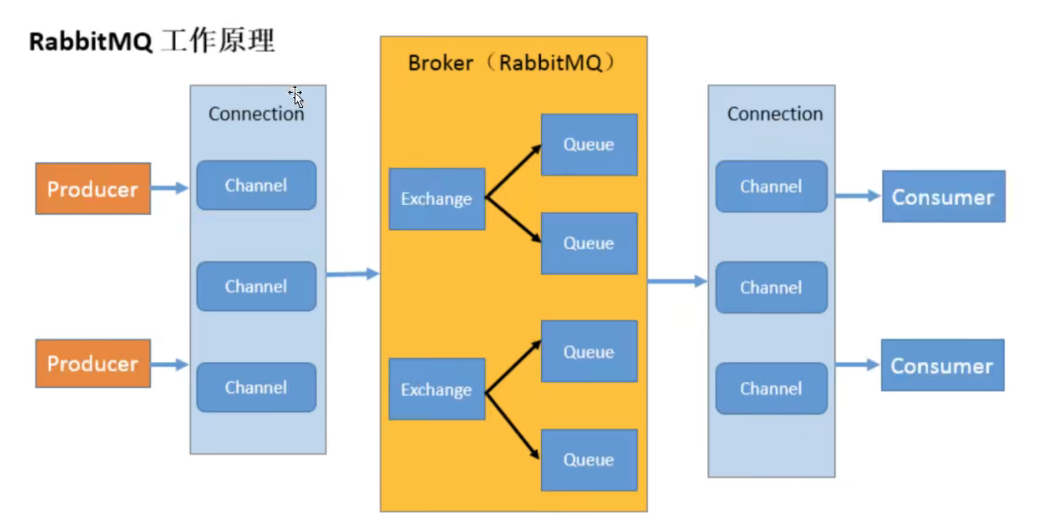 RabbitMQ 工作原理
Broker（RabbitMQ）
Connection
Connection
Queue
Producer
Channel
Exchange
Channel
Consumer
Queue
Channel
Channel
Queue
Producer
Channel
Exchange
Channel
Consumer
Queue